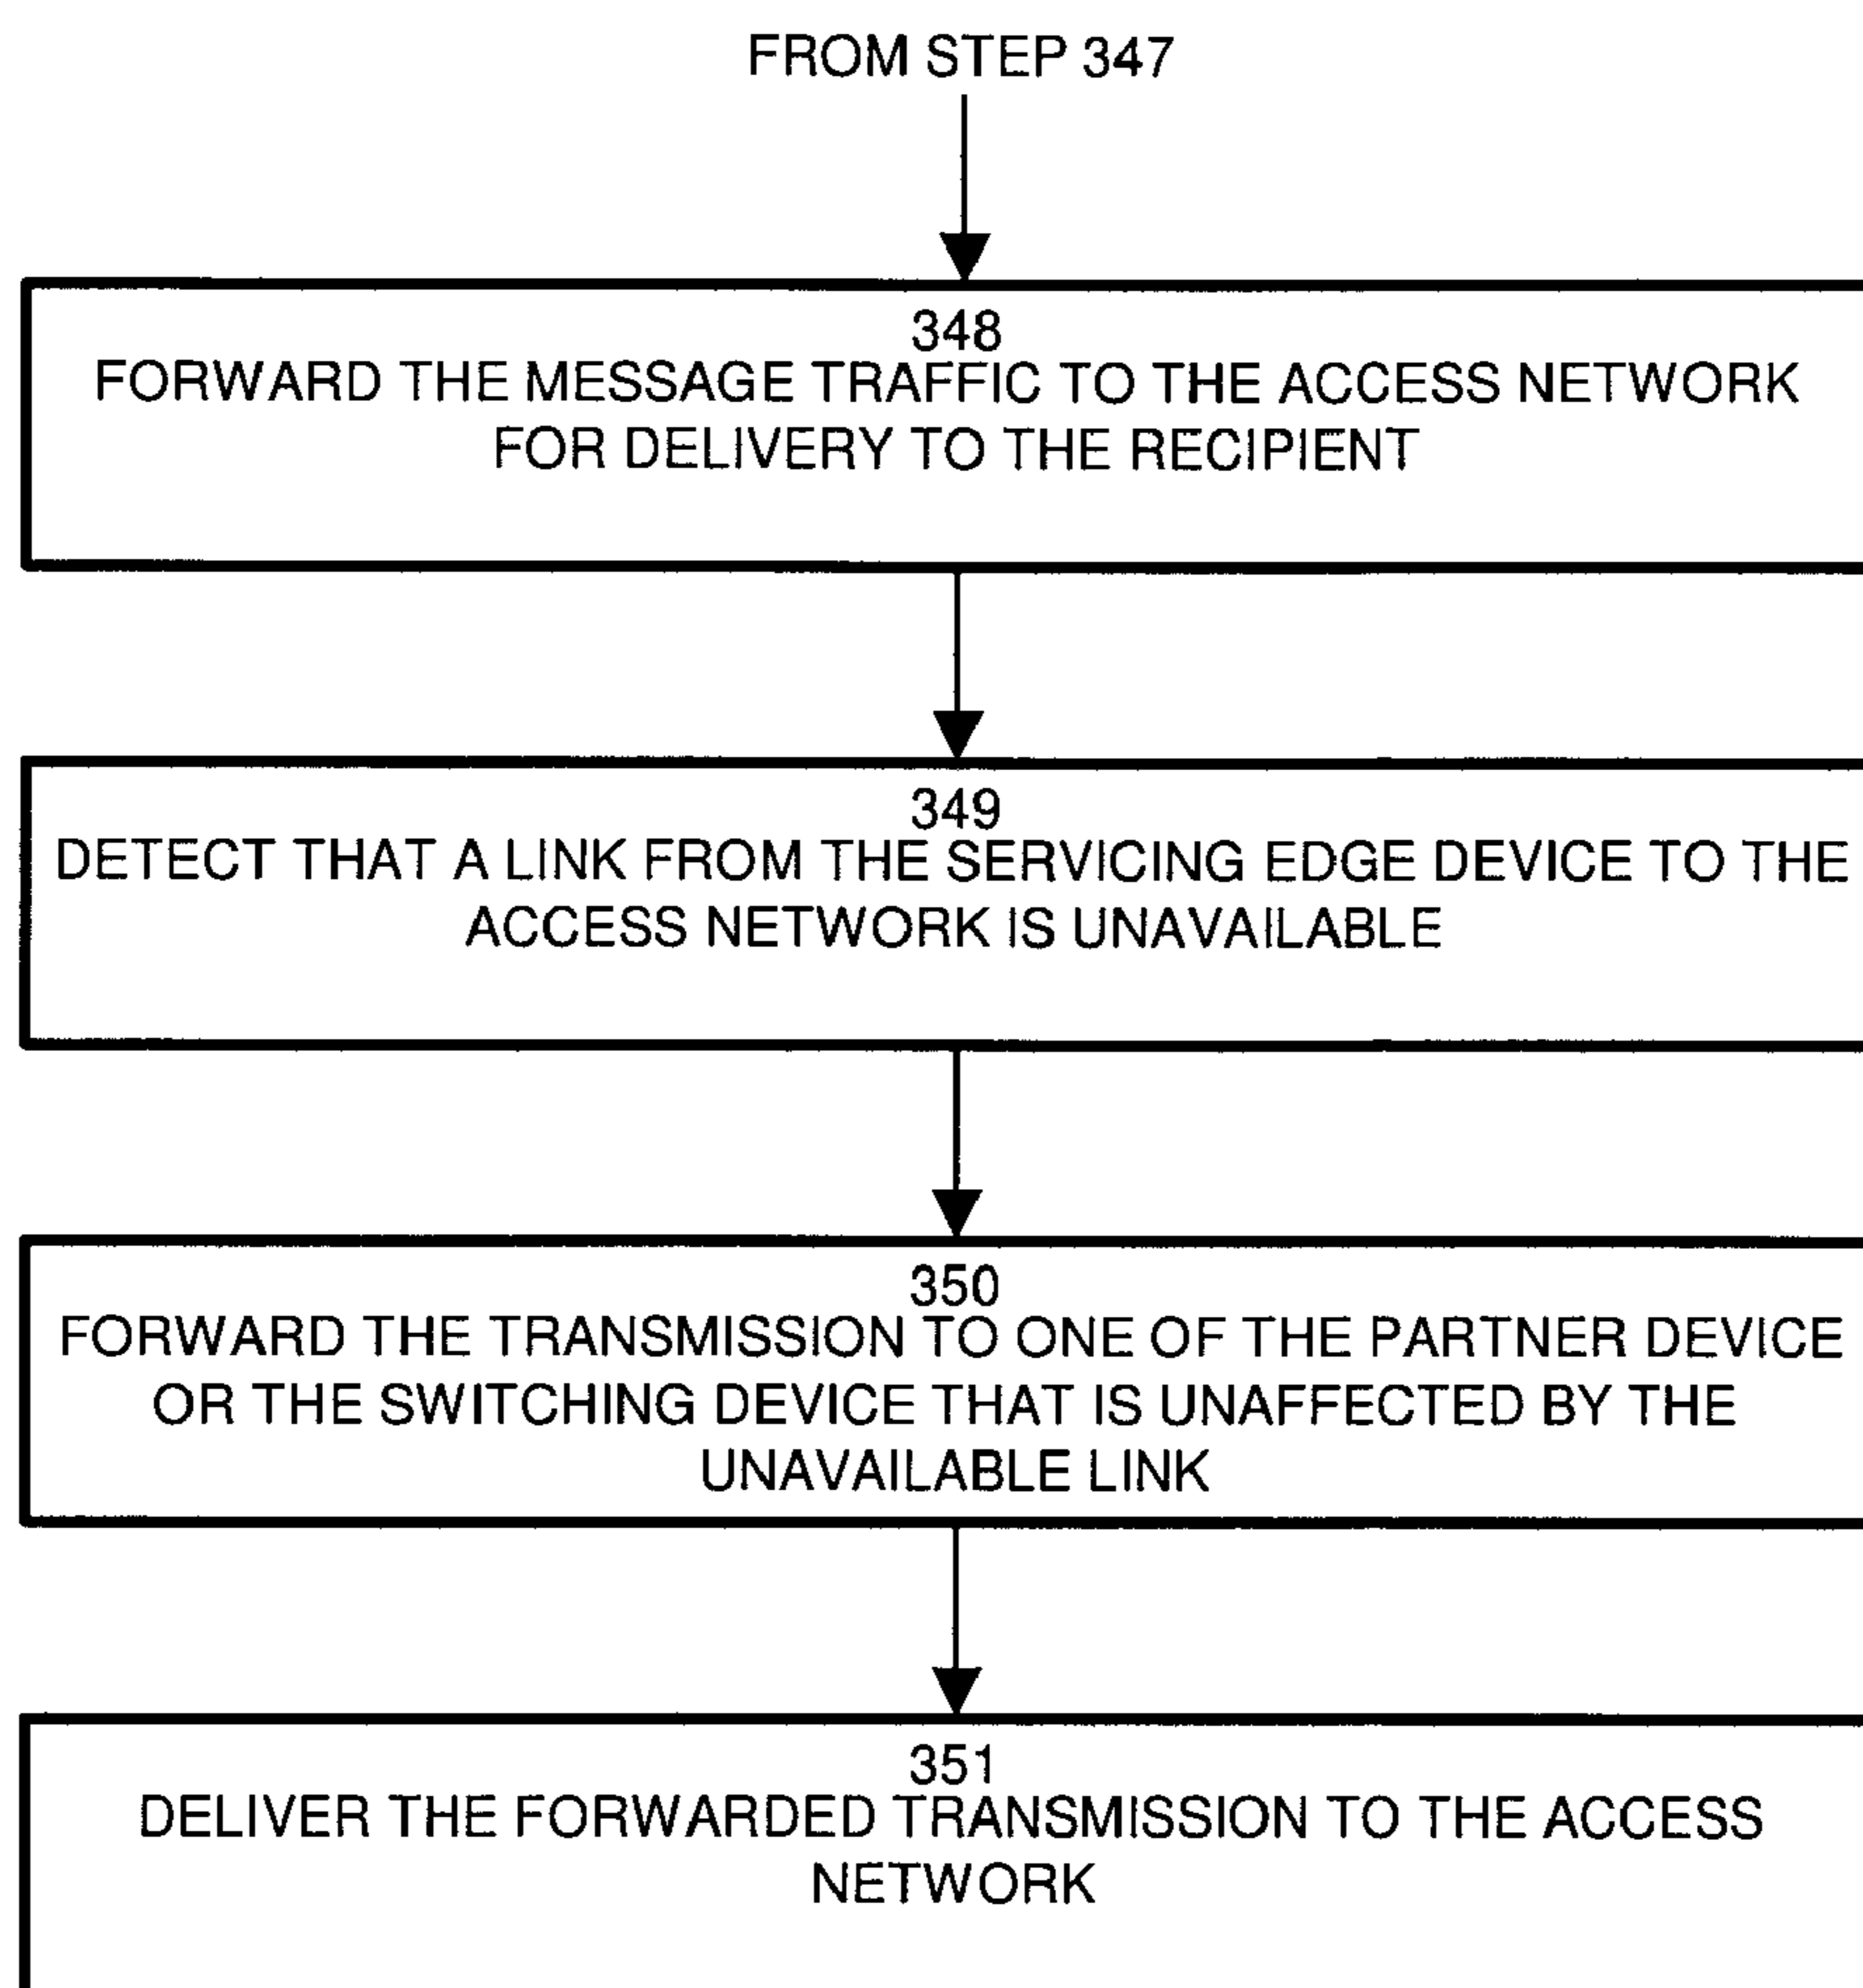 FROM STEP 347
348
FORWARD THE MESSAGE TRAFFIC TO THE ACCESS NETWORK
FOR DELIVERY TO THE RECIPIENT
349
DETECT THAT A LINK FROM THE SERVICING EDGE DEVICE TO THE
ACCESS NETWORK IS UNAVAILABLE
350
FORWARD THE TRANSMISSION TO ONE OF THE PARTNER DEVICE
OR THE SWITCHING DEVICE THAT IS UNAFFECTED BY THE
UNAVAILABLE LINK
351
DELIVER THE FORWARDED TRANSMISSION TO THE ACCESS
NETWORK